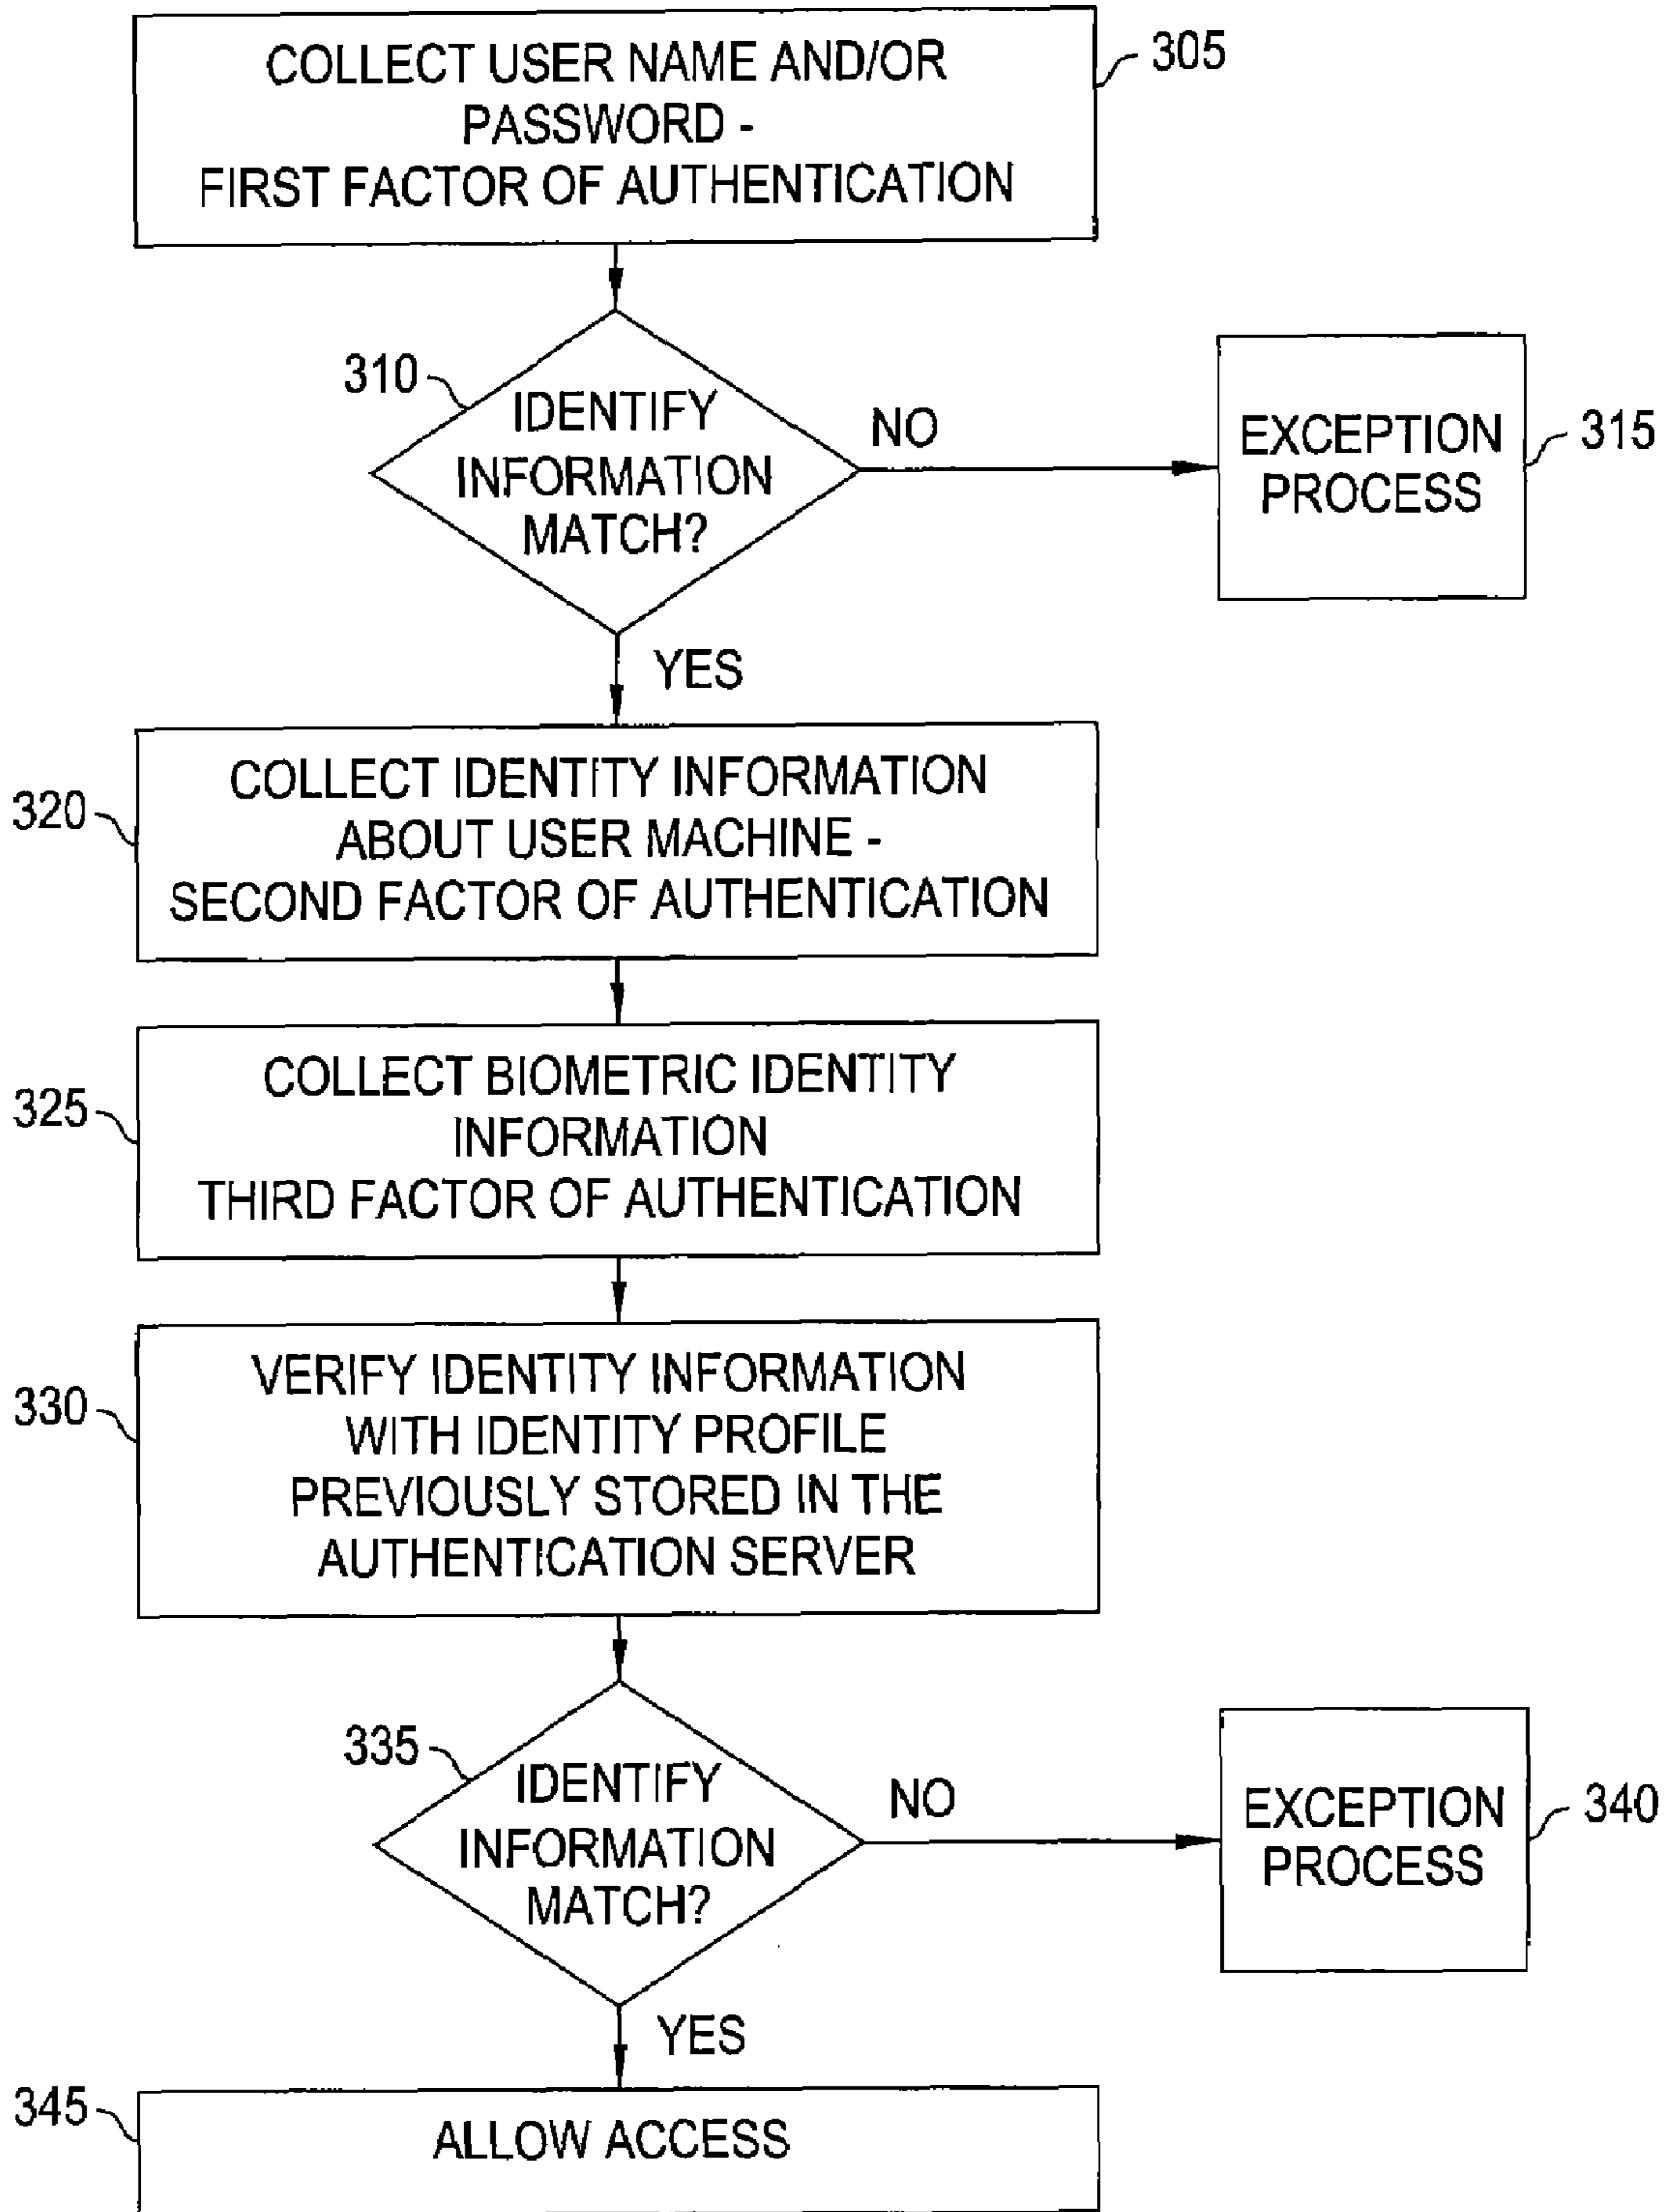 COLLECT USER NAME AND/OR
PASSWORD -
FIRST FACTOR OF AUTHENTICATION
305
310
IDENTIFY
INFORMATION
MATCH?
NO
EXCEPTION
PROCESS
315
YES
320
COLLECT IDENTITY INFORMATION
ABOUT USER MACHINE -
SECOND FACTOR OF AUTHENTICATION
325
COLLECT BIOMETRIC IDENTITY
INFORMATION
THIRD FACTOR OF AUTHENTICATION
330
VERIFY IDENTITY INFORMATION
WITH IDENTITY PROFILE
PREVIOUSLY STORED IN THE
AUTHENTICATION SERVER
335
IDENTIFY
INFORMATION
MATCH?
NO
EXCEPTION
PROCESS
340
YES
345
ALLOW ACCESS